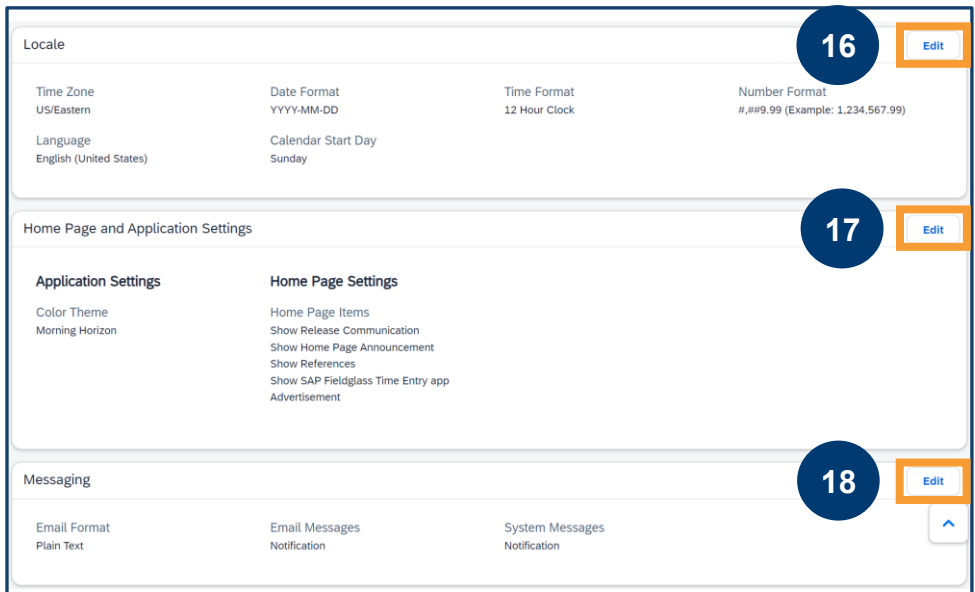 Locale
16
Edit
Time Zone
US/Eastern
Date Format
YYYY-MM-DD
Time Format
12 Hour Clock
Number Format
#,##9.99 (Example: 1,234,567.99)
Language
English (United States)
Calendar Start Day
Sunday
Home Page and Application Settings
17
Edit
Application Settings
Color Theme
Morning Horizon
Home Page Settings
Home Page Items
Show Release Communication
Show Home Page Announcement
Show References
Show SAP Fieldglass Time Entry app
Advertisement
Messaging
18
Edit
Email Format
Plain Text
Email Messages
Notification
System Messages
Notification